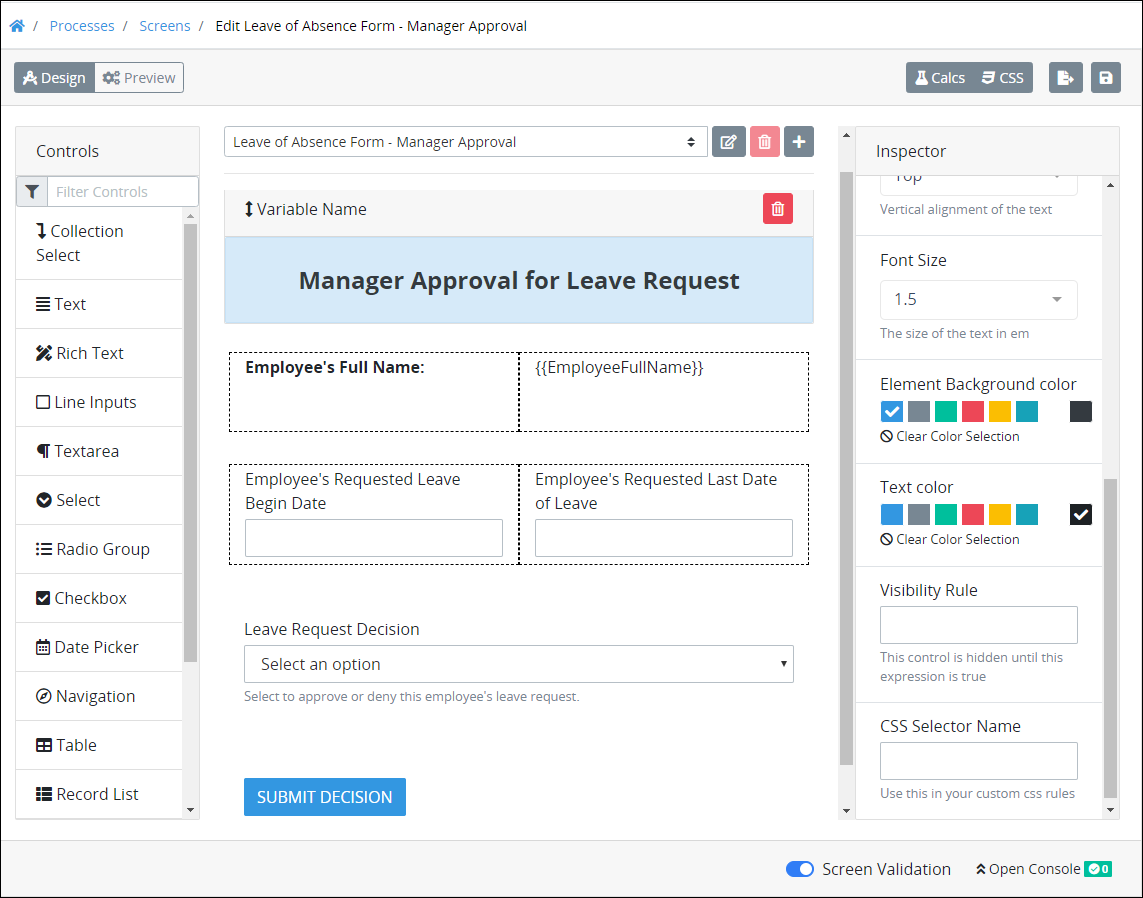 / Processes / Screens / Edit Leave of Absence Form - Manager Approval
Design Preview
Calcs CSS
Controls
Filter Controls
Collection
Select
Text
Rich Text
Line Inputs
Textarea
Select
Radio Group
Checkbox
Date Picker
Navigation
Table
Record List
Leave of Absence Form - Manager Approval
Variable Name
Manager Approval for Leave Request
Employee's Full Name:
{{EmployeeFullName}}
Employee's Requested Leave
Begin Date
Employee's Requested Last Date
of Leave
Leave Request Decision
Select an option
Select to approve or deny this employee's leave request.
SUBMIT DECISION
Inspector
Top
Vertical alignment of the text
Font Size
1.5
The size of the text in em
Element Background color
Clear Color Selection
Text color
Clear Color Selection
Visibility Rule
This control is hidden until this
expression is true
CSS Selector Name
Use this in your custom css rules
Screen Validation
Open Console 0